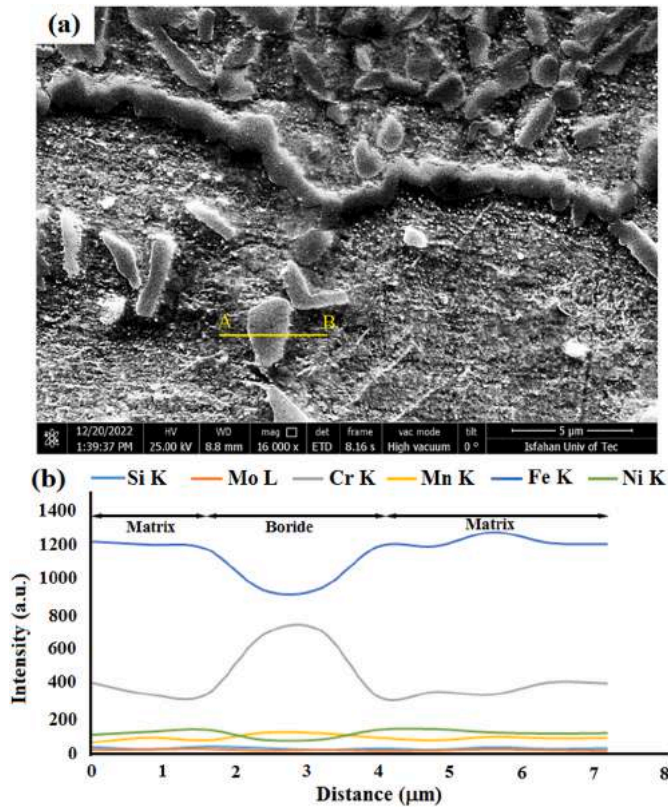 (a)
A B
12/20/2022 HV WD mag □ det frame vac mode tilt 5 µm
1:39:37 PM 25.00 kV 8.8 mm 16 000 x ETD 8.16 s High vacuum 0 ° Isfahan Univ of Tec
(b) Si K Mo L Cr K Mn K Fe K Ni K
1400
Matrix Boride Matrix
1200
1000
800
600
400
200
0
0 1 2 3 4 5 6 7 8
Intensity (a.u.)
Distance (µm)